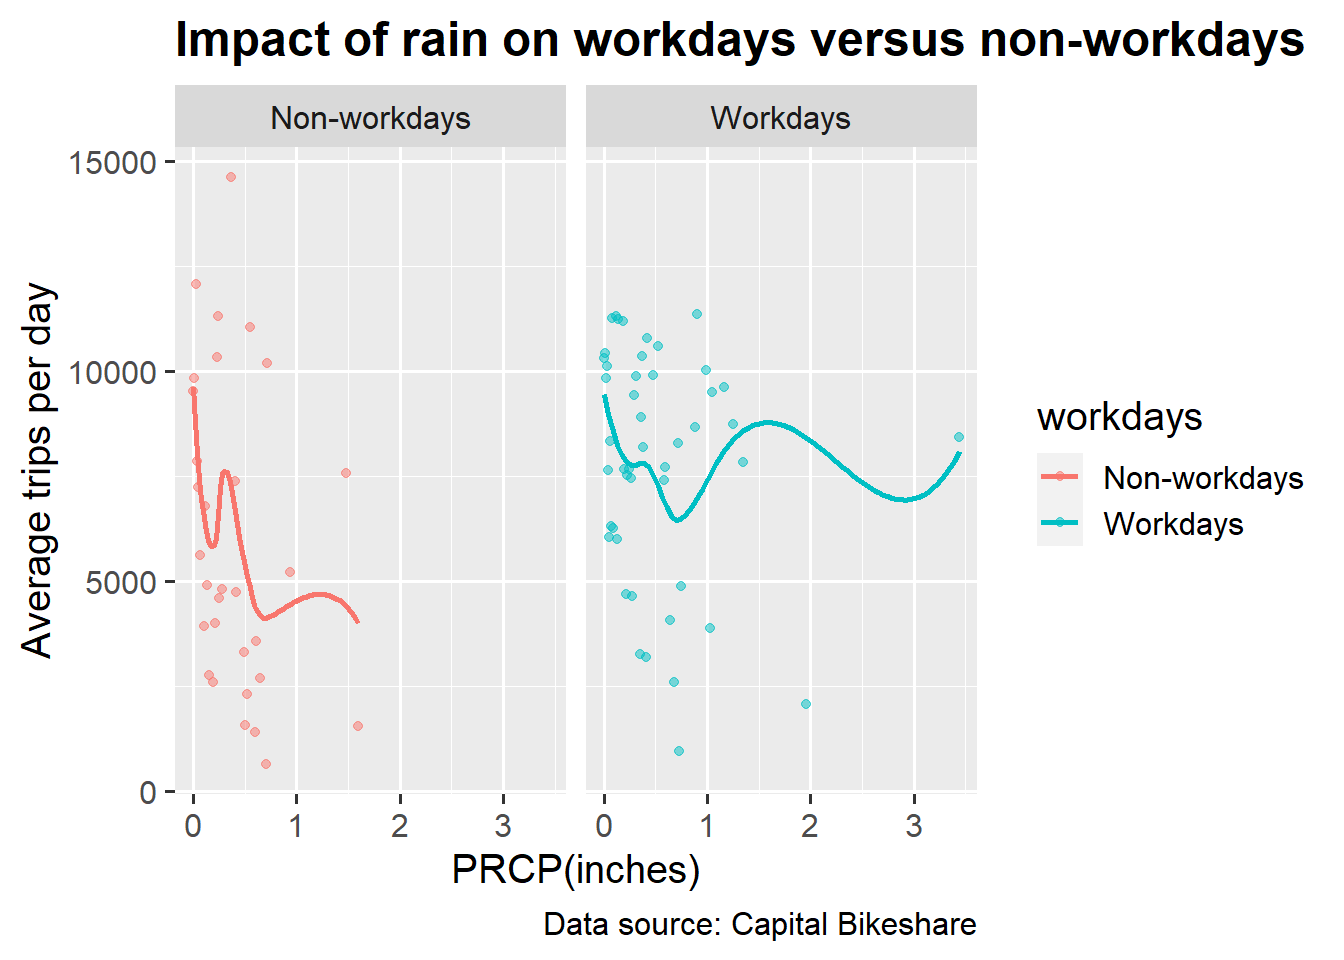 Impact of rain on workdays versus non-workdays
Non-workdays
Workdays
15000
10000
5000
0
Average trips per day
0 1 2 3
0 1 2 3
PRCP(inches)
workdays
Non-workdays
Workdays
Data source: Capital Bikeshare